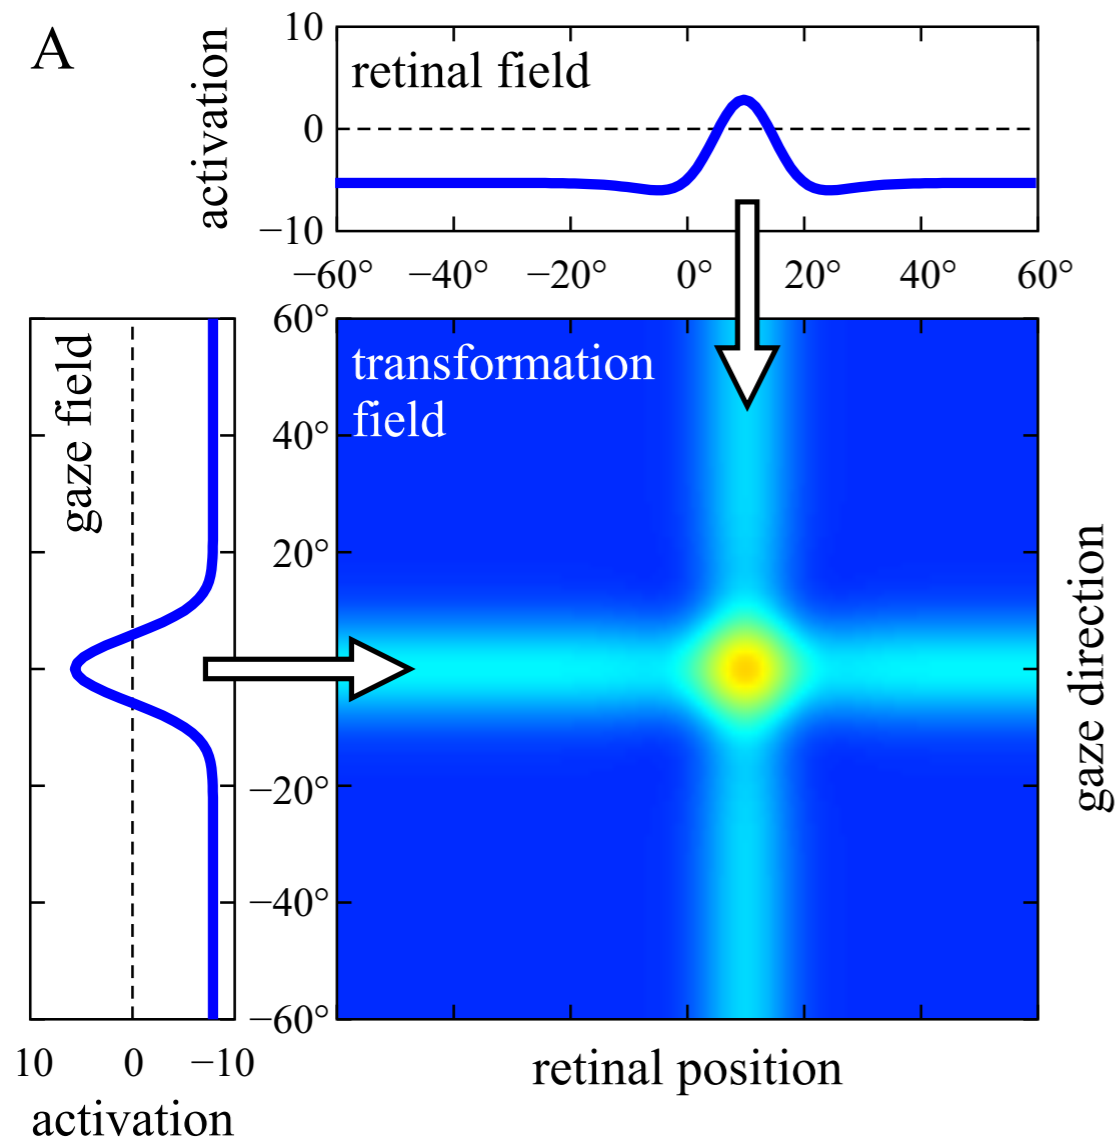 A
activation
retinal field
10
0
−10
−60°
−40°
−20°
0°
20°
40°
60°
gaze field
10
0
−10
activation
transformation
field
60°
40°
20°
−20°
−40°
−60°
gaze direction
retinal position